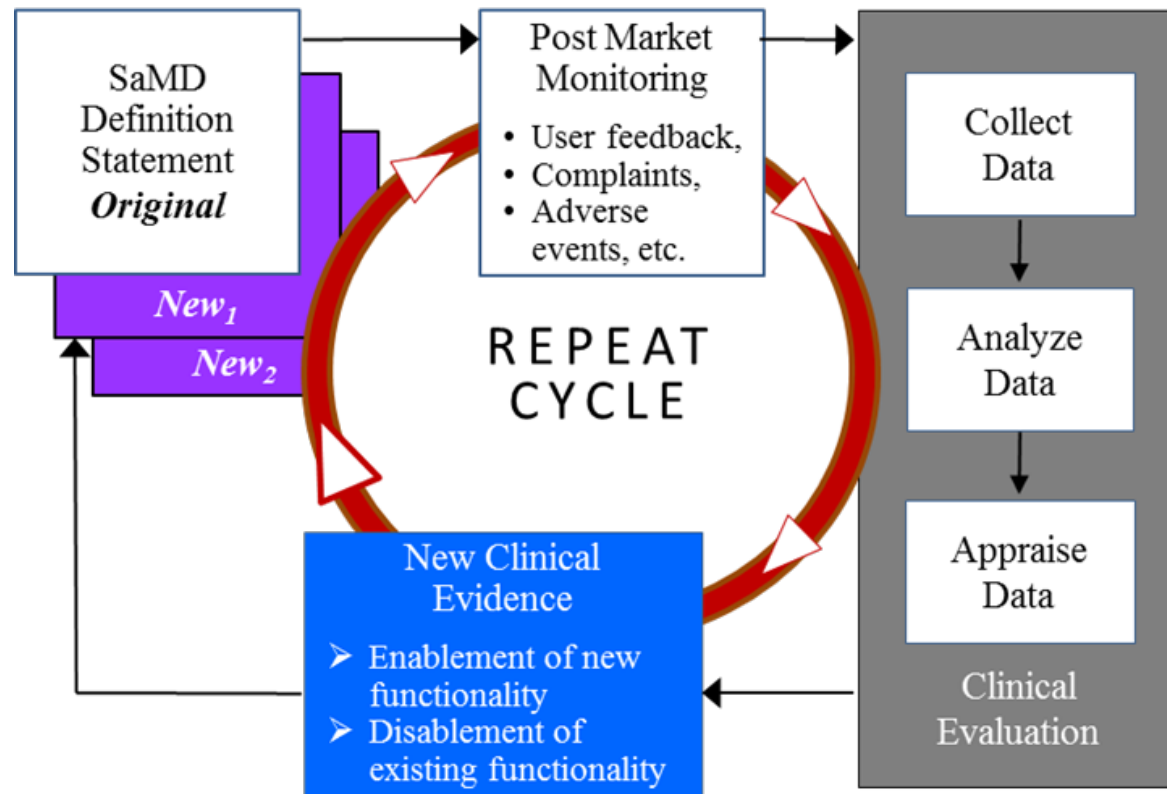 SaMD
Definition
Statement
Original
New1
New2
Post Market
Monitoring
• User feedback,
• Complaints,
• Adverse
events, etc.
REPEAT
CYCLE
Collect
Data
Analyze
Data
Appraise
Data
Clinical
Evaluation
New Clinical
Evidence
➢ Enablement of new
functionality
➢ Disablement of
existing functionality